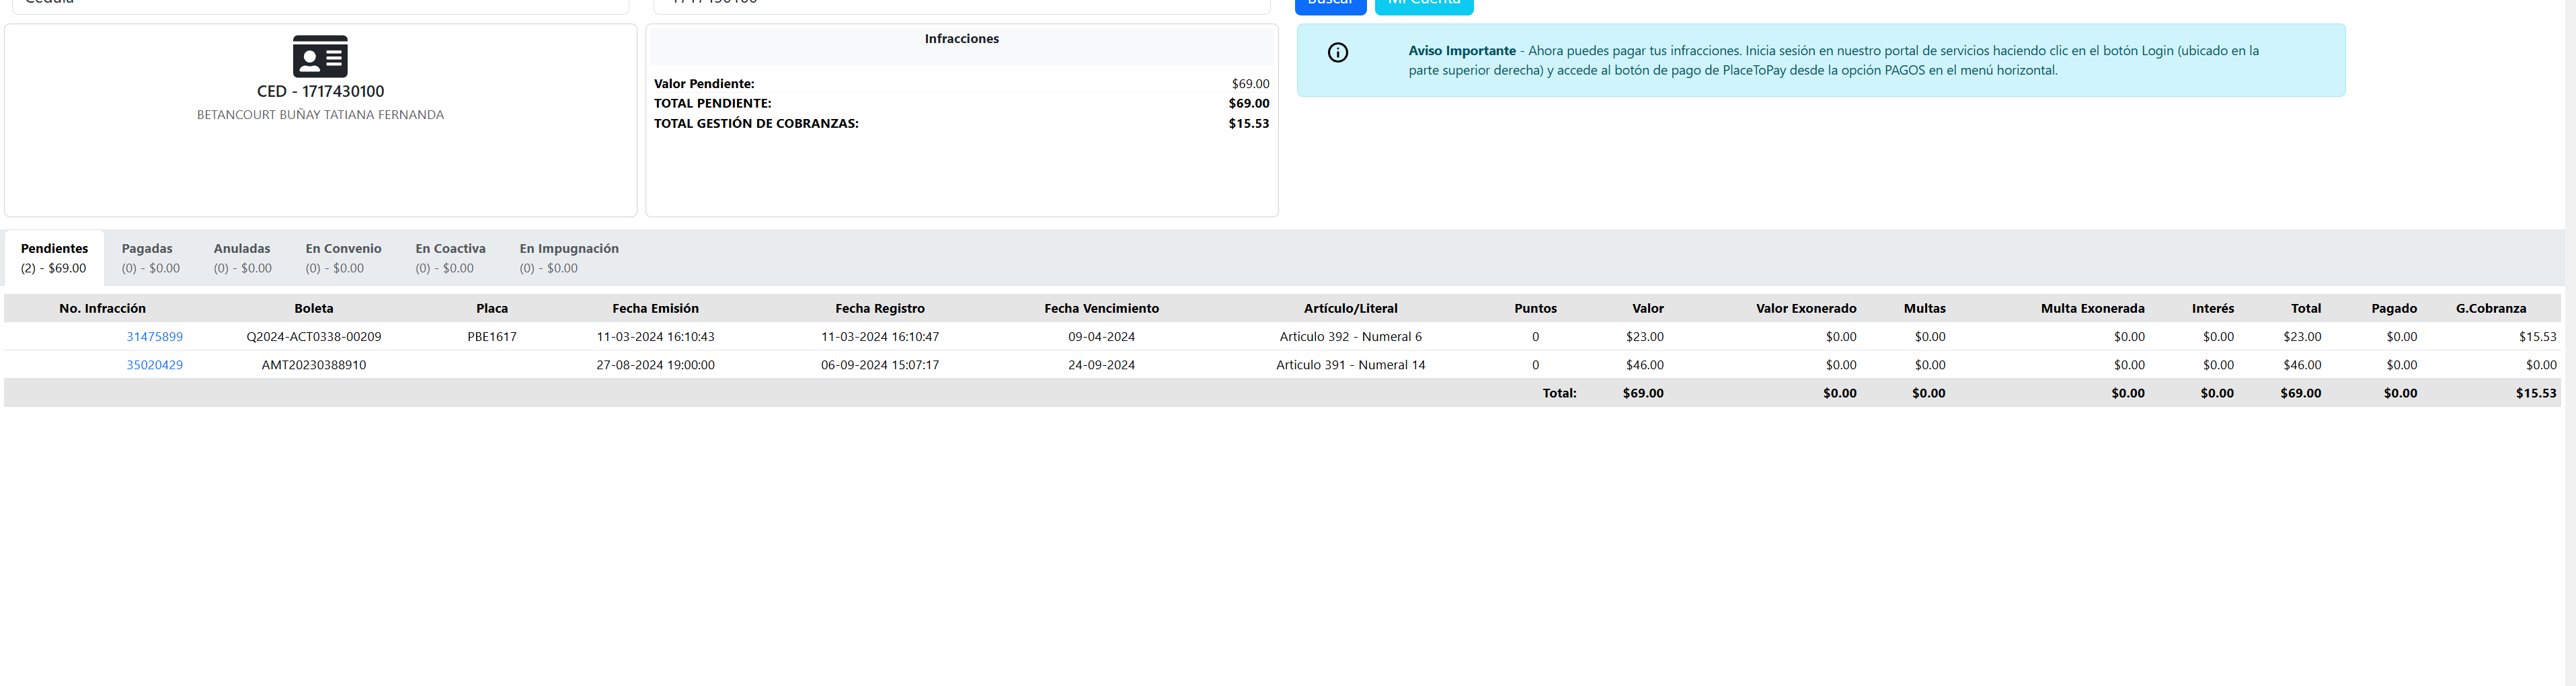 Cédula
1717430100
Buscar
Mi Cuenta
CED - 1717430100
BETANCOURT BUÑAY TATIANA FERNANDA
Infracciones
Valor Pendiente: $69.00
TOTAL PENDIENTE: $69.00
TOTAL GESTIÓN DE COBRANZAS: $15.53
Aviso Importante - Ahora puedes pagar tus infracciones. Inicia sesión en nuestro portal de servicios haciendo clic en el botón Login (ubicado en la
parte superior derecha) y accede al botón de pago de PlaceToPay desde la opción PAGOS en el menú horizontal.
Pendientes Pagadas Anuladas En Convenio En Coactiva En Impugnación
(2) - $69.00 (0) - $0.00 (0) - $0.00 (0) - $0.00 (0) - $0.00 (0) - $0.00
No. Infracción Boleta Placa Fecha Emisión Fecha Registro Fecha Vencimiento Artículo/Literal Puntos Valor Valor Exonerado Multas Multa Exonerada Interés Total Pagado G.Cobranza
31475899 Q2024-ACT0338-00209 PBE1617 11-03-2024 16:10:43 11-03-2024 16:10:47 09-04-2024 Articulo 392 - Numeral 6 0 $23.00 $0.00 $0.00 $0.00 $0.00 $23.00 $0.00 $15.53
35020429 AMT20230388910 27-08-2024 19:00:00 06-09-2024 15:07:17 24-09-2024 Articulo 391 - Numeral 14 0 $46.00 $0.00 $0.00 $0.00 $0.00 $46.00 $0.00 $0.00
Total: $69.00 $0.00 $0.00 $0.00 $0.00 $69.00 $0.00 $15.53